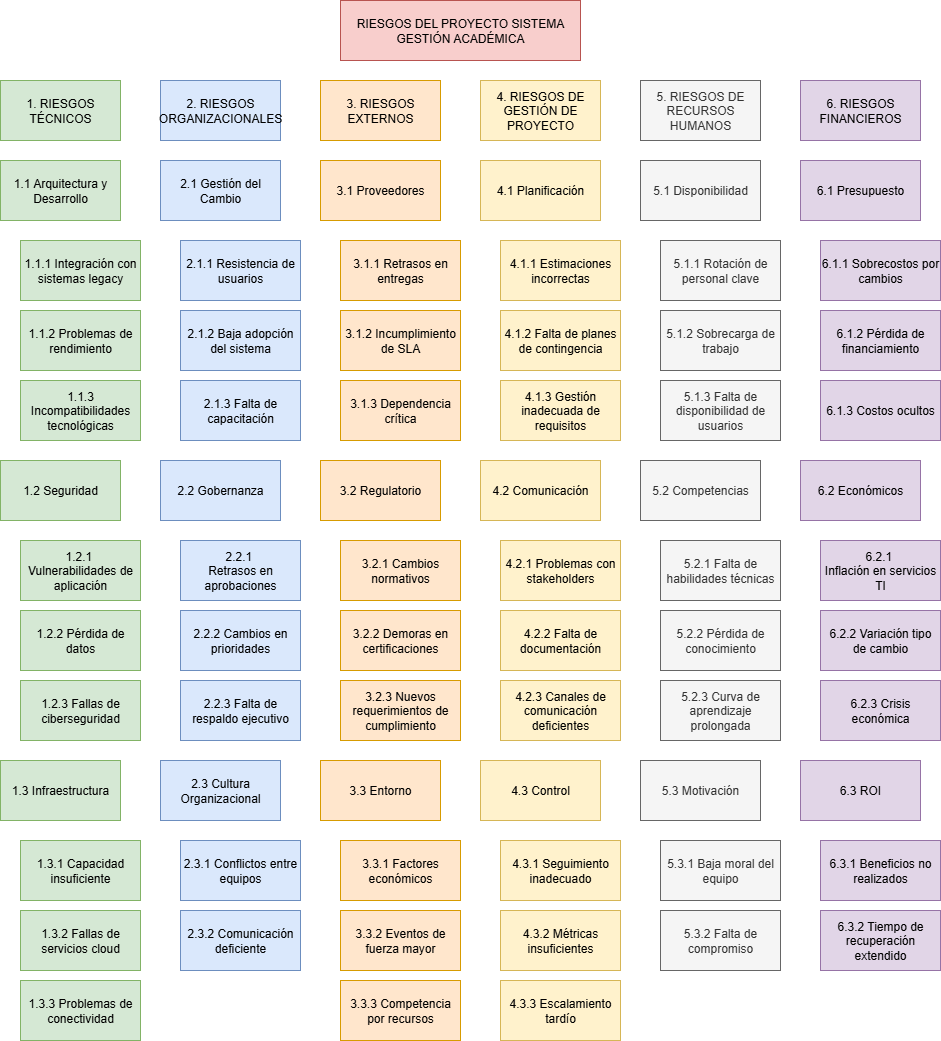 RIESGOS DEL PROYECTO SISTEMA
GESTIÓN ACADÉMICA
1. RIESGOS
TÉCNICOS
2. RIESGOS
ORGANIZACIONALES
3. RIESGOS
EXTERNOS
4. RIESGOS DE
GESTIÓN DE
PROYECTO
5. RIESGOS DE
RECURSOS
HUMANOS
6. RIESGOS
FINANCIEROS
1.1 Arquitectura y
Desarrollo
2.1 Gestión del
Cambio
3.1 Proveedores
4.1 Planificación
5.1 Disponibilidad
6.1 Presupuesto
1.1.1 Integración con
sistemas legacy
2.1.1 Resistencia de
usuarios
3.1.1 Retrasos en
entregas
4.1.1 Estimaciones
incorrectas
5.1.1 Rotación de
personal clave
6.1.1 Sobrecostos por
cambios
1.1.2 Problemas de
rendimiento
2.1.2 Baja adopción
del sistema
3.1.2 Incumplimiento
de SLA
4.1.2 Falta de planes
de contingencia
5.1.2 Sobrecarga de
trabajo
6.1.2 Pérdida de
financiamiento
1.1.3
Incompatibilidades
tecnológicas
2.1.3 Falta de
capacitación
3.1.3 Dependencia
crítica
4.1.3 Gestión
inadecuada de
requisitos
5.1.3 Falta de
disponibilidad de
usuarios
6.1.3 Costos ocultos
1.2 Seguridad
2.2 Gobernanza
3.2 Regulatorio
4.2 Comunicación
5.2 Competencias
6.2 Económicos
1.2.1
Vulnerabilidades de
aplicación
2.2.1
Retrasos en
aprobaciones
3.2.1 Cambios
normativos
4.2.1 Problemas con
stakeholders
5.2.1 Falta de
habilidades técnicas
6.2.1
Inflación en servicios
TI
1.2.2 Pérdida de
datos
2.2.2 Cambios en
prioridades
3.2.2 Demoras en
certificaciones
4.2.2 Falta de
documentación
5.2.2 Pérdida de
conocimiento
6.2.2 Variación tipo
de cambio
1.2.3 Fallas de
ciberseguridad
2.2.3 Falta de
respaldo ejecutivo
3.2.3 Nuevos
requerimientos de
cumplimiento
4.2.3 Canales de
comunicación
deficientes
5.2.3 Curva de
aprendizaje
prolongada
6.2.3 Crisis
económica
1.3 Infraestructura
2.3 Cultura
Organizacional
3.3 Entorno
4.3 Control
5.3 Motivación
6.3 ROI
1.3.1 Capacidad
insuficiente
2.3.1 Conflictos entre
equipos
3.3.1 Factores
económicos
4.3.1 Seguimiento
inadecuado
5.3.1 Baja moral del
equipo
6.3.1 Beneficios no
realizados
1.3.2 Fallas de
servicios cloud
2.3.2 Comunicación
deficiente
3.3.2 Eventos de
fuerza mayor
4.3.2 Métricas
insuficientes
5.3.2 Falta de
compromiso
6.3.2 Tiempo de
recuperación
extendido
1.3.3 Problemas de
conectividad
3.3.3 Competencia
por recursos
4.3.3 Escalamiento
tardío